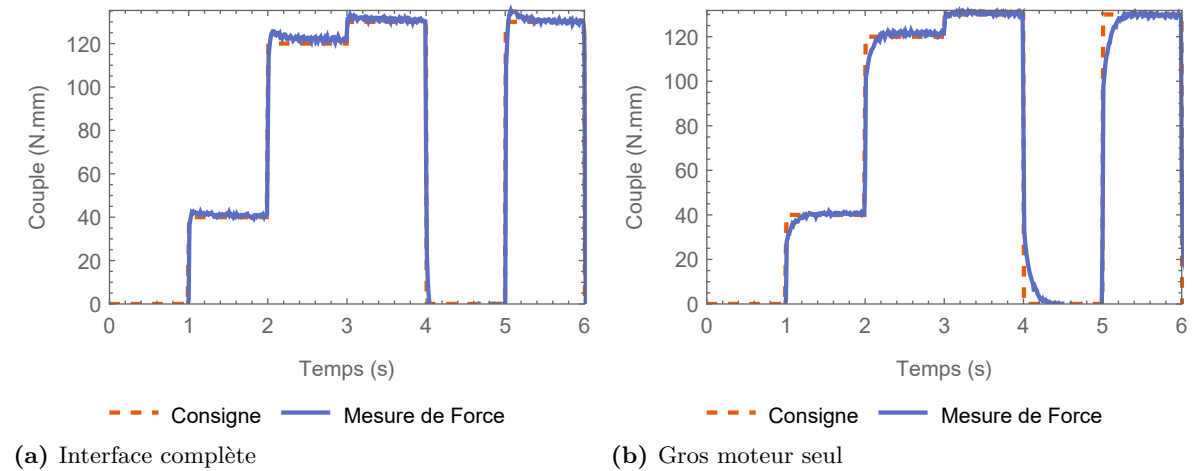 120
100
80
60
40
20
0
Couple (N.mm)
0 1 2 3 4 5 6
Temps (s)
Consigne Mesure de Force
(a) Interface complète
120
100
80
60
40
20
0
Couple (N.mm)
0 1 2 3 4 5 6
Temps (s)
Consigne Mesure de Force
(b) Gros moteur seul